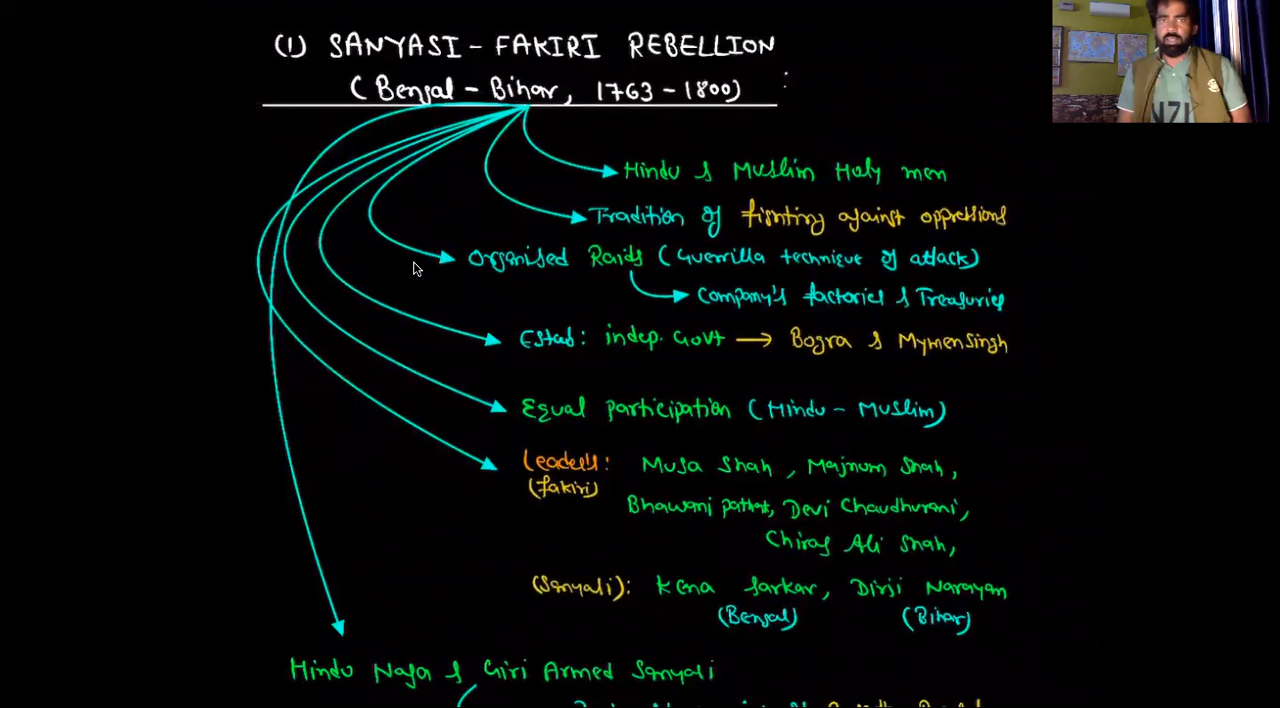 (1) SANYASI - FAKIRI REBELLION
(Bengal - Bihar, 1763 - 1800) :
Hindu & Muslim Holy men
Tradition of fighting against oppressions
Organised Raids (Guerrilla technique of attack)
Company's factories & Treasuries
Estab: indep. Govt → Bogra & Mymensingh
Equal participation (Hindu - Muslim)
Leaders: Musa Shah, Majnum Shah,
(fakiri)
Bhawani pathak, Devi Chaudhurani,
Chirag Ali Shah,
(Sanyasi): Kena Sarkar, Dirji Narayan
(Bengal) (Bihar)
Hindu Naga & Giri Armed Sanyasi
NZ